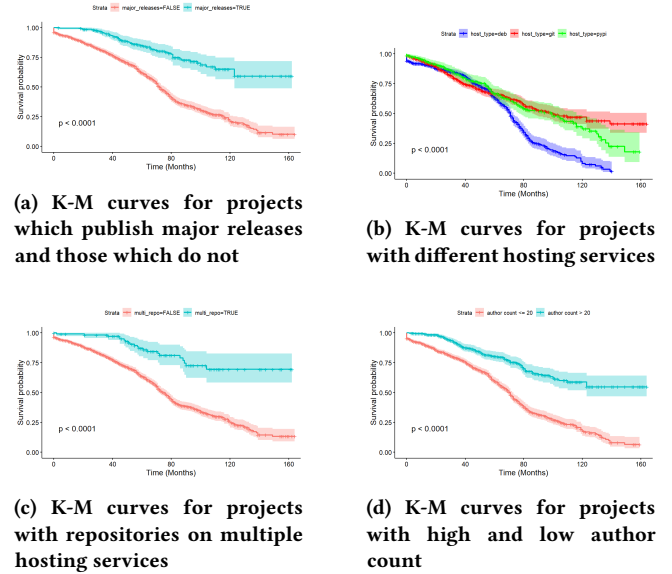 Strata major_releases=FALSE major_releases=TRUE
1.00
0.75
0.50
0.25
0.00
Survival probability
p < 0.0001
0 40 80 120 164
Time (Months)
(a) K-M curves for projects
which publish major releases
and those which do not
Strata host_type=deb host_type=git host_type=pypi
1.00
0.75
0.50
0.25
0.00
Survival probability
p < 0.0001
0 40 80 120 160
Time (Months)
(b) K-M curves for projects
with different hosting services
Strata multi_repo=FALSE multi_repo=TRUE
1.00
0.75
0.50
0.25
0.00
Survival probability
p < 0.0001
0 40 80 120 164
Time (Months)
(c) K-M curves for projects
with repositories on multiple
hosting services
Strata author count <= 20 author count > 20
1.00
0.75
0.50
0.25
0.00
Survival probability
p < 0.0001
0 40 80 120 160
Time (Months)
(d) K-M curves for projects
with high and low author
count